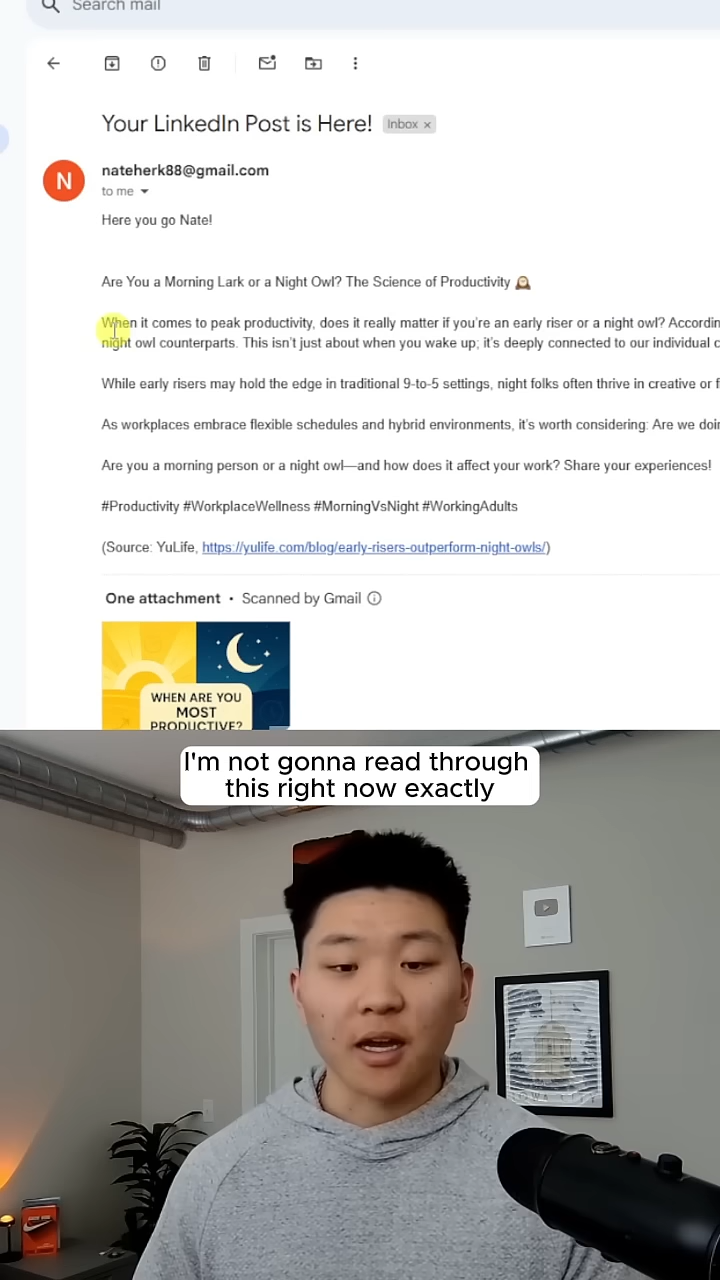 Search mail
Your LinkedIn Post is Here! Inbox ×
N
nateherk88@gmail.com
to me
Here you go Nate!
Are You a Morning Lark or a Night Owl? The Science of Productivity 🕰️
When it comes to peak productivity, does it really matter if you're an early riser or a night owl? Accordin
night owl counterparts. This isn't just about when you wake up; it's deeply connected to our individual c
While early risers may hold the edge in traditional 9-to-5 settings, night folks often thrive in creative or f
As workplaces embrace flexible schedules and hybrid environments, it's worth considering: Are we doin
Are you a morning person or a night owl—and how does it affect your work? Share your experiences!
#Productivity #WorkplaceWellness #MorningVsNight #WorkingAdults
(Source: YuLife, https://yulife.com/blog/early-risers-outperform-night-owls/)
One attachment • Scanned by Gmail
WHEN ARE YOU
MOST
PRODUCTIVE?
I'm not gonna read through
this right now exactly